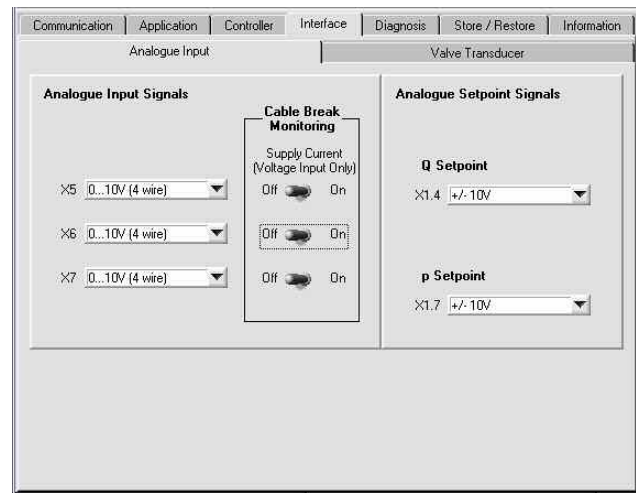 Communication Application Controller Interface Diagnosis Store / Restore Information
Analogue Input Valve Transducer
Analogue Input Signals
Cable Break
Monitoring
Supply Current
(Voltage Input Only)
X5 0...10V (4 wire) Off On
X6 0...10V (4 wire) Off On
X7 0...10V (4 wire) Off On
Analogue Setpoint Signals
Q Setpoint
X1.4 +/- 10V
p Setpoint
X1.7 +/- 10V